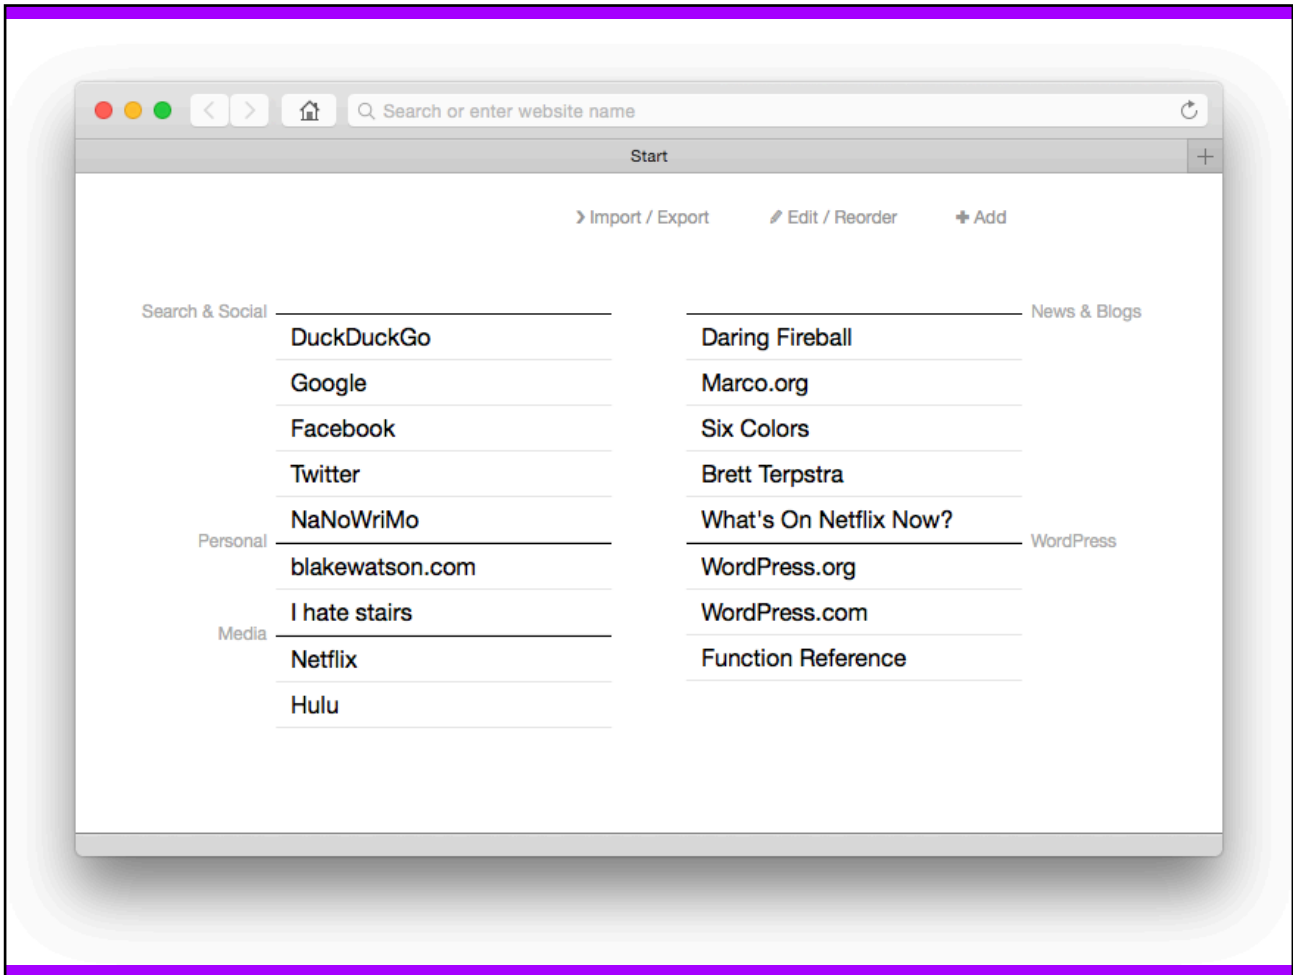 Search or enter website name
Start
Import / Export
Edit / Reorder
Add
Search & Social
DuckDuckGo
Google
Facebook
Twitter
NaNoWriMo
Personal
blakewatson.com
I hate stairs
Media
Netflix
Hulu
News & Blogs
Daring Fireball
Marco.org
Six Colors
Brett Terpstra
What's On Netflix Now?
WordPress
WordPress.org
WordPress.com
Function Reference